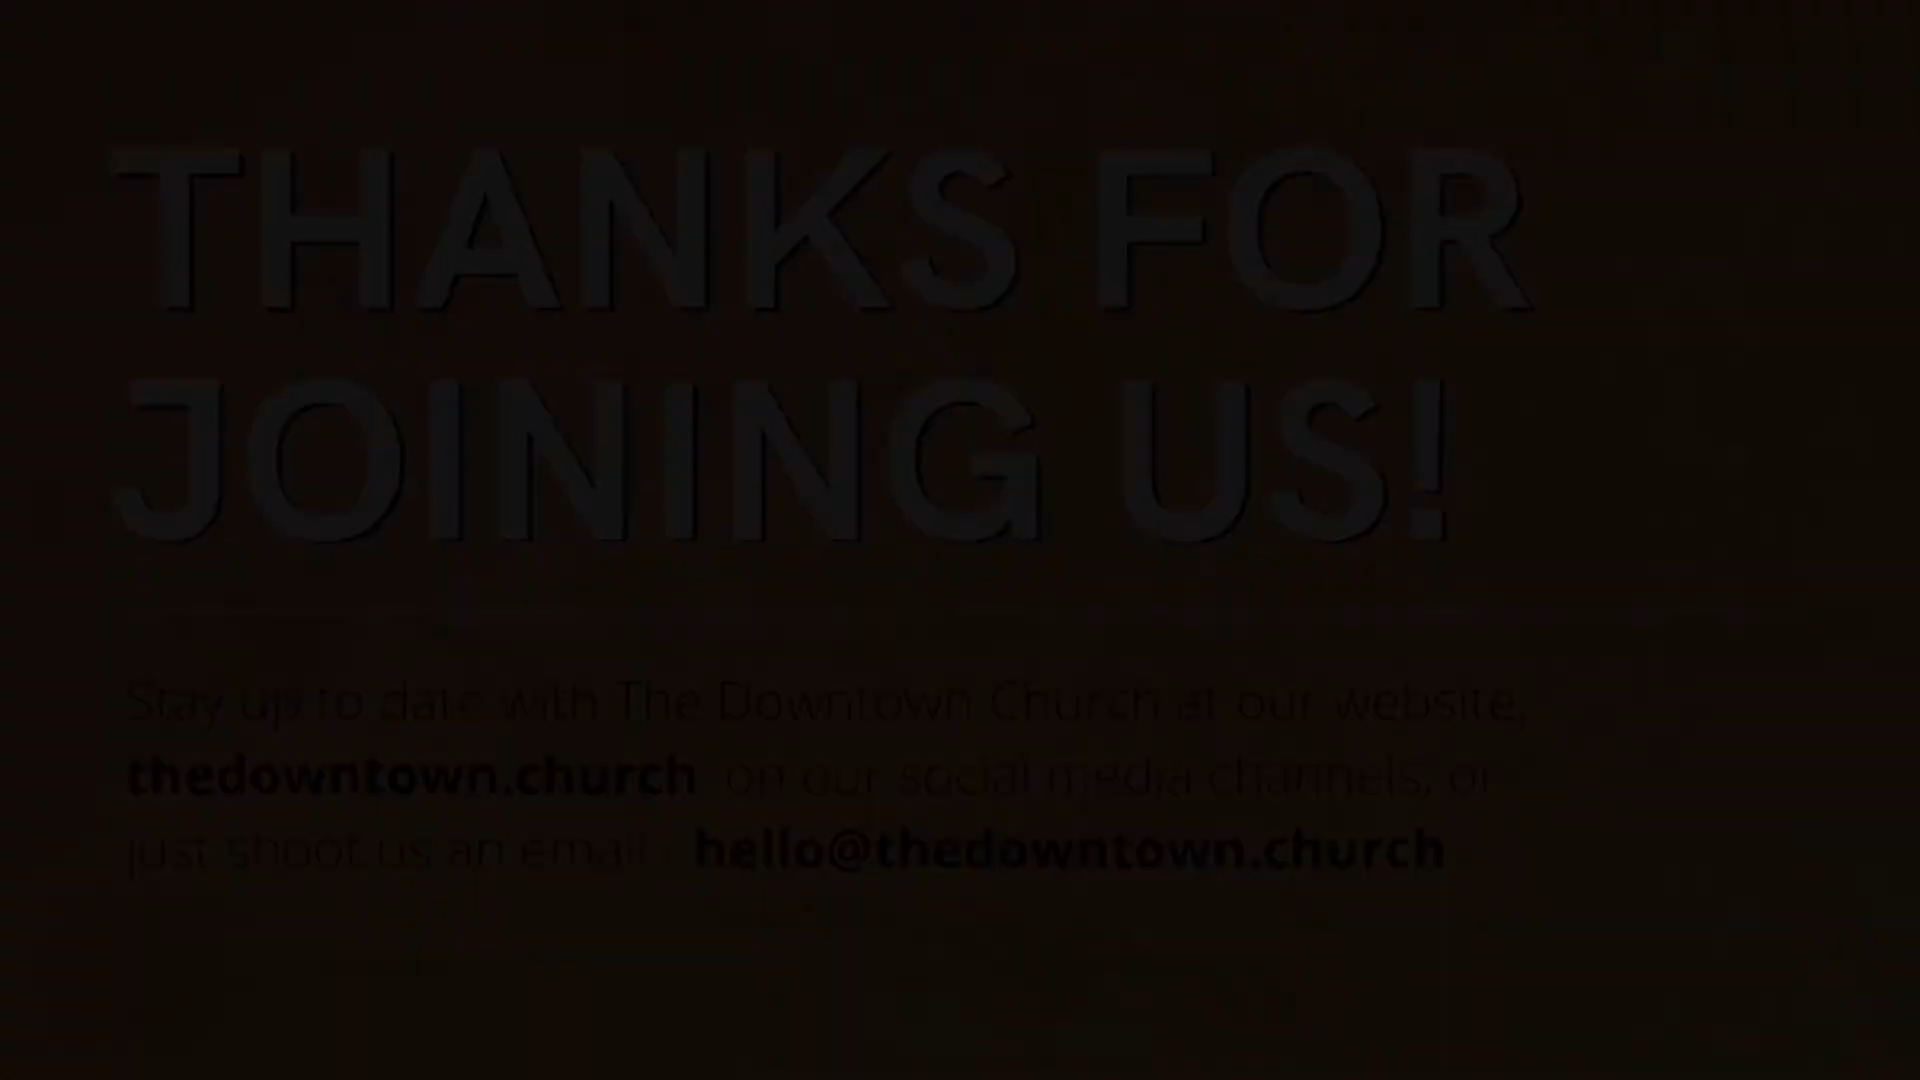 THANKS FOR
JOINING US!
Stay up to date with The Downtown Church at our website,
thedowntown.church on our social media channels, or
just shoot us an email - hello@thedowntown.church